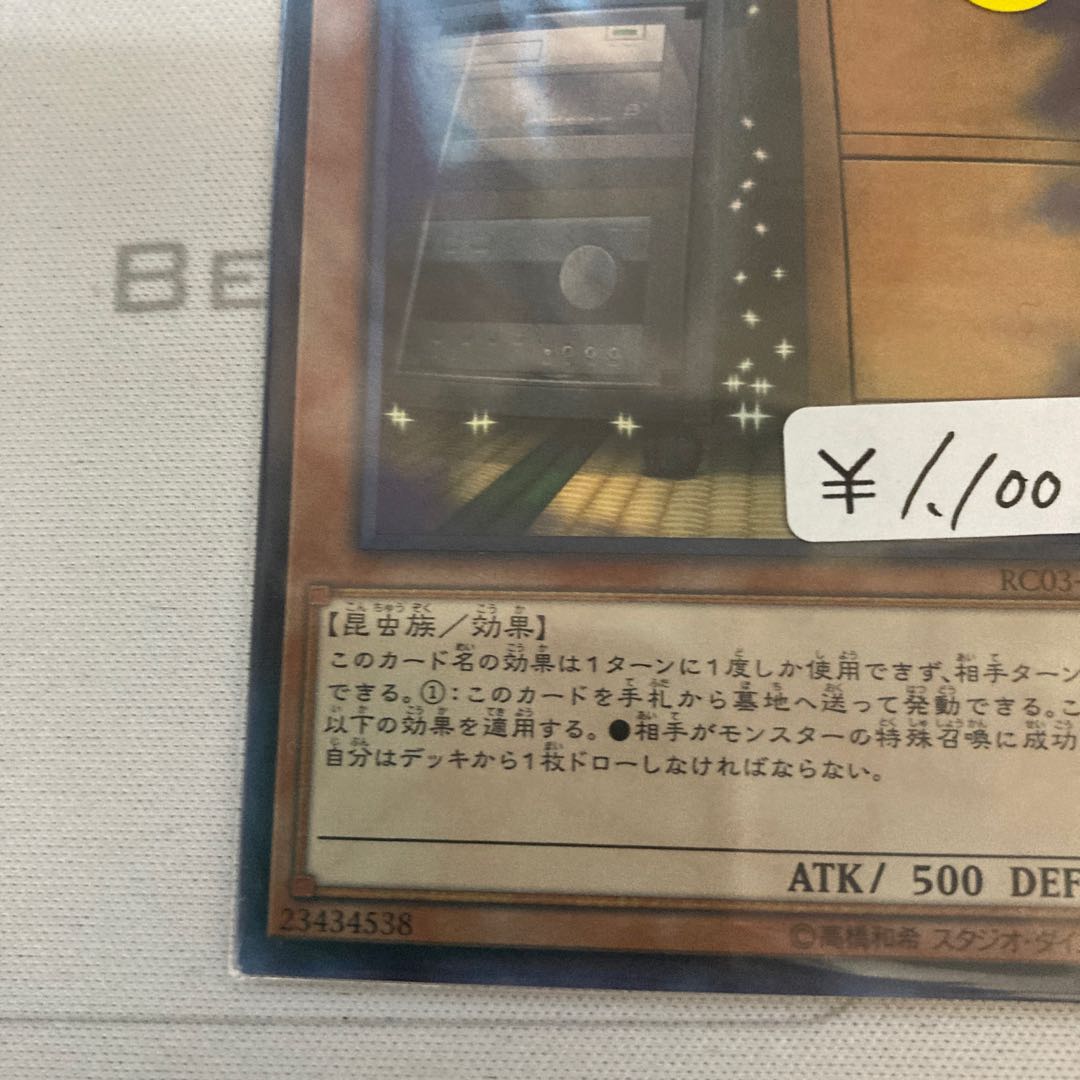 BE
¥1,100
RC03-
【昆虫族／効果】
このカード名の効果は1ターンに1度しか使用できず、相手ターン
できる。①：このカードを手札から墓地へ送って発動できる。こ
以下の効果を適用する。●相手がモンスターの特殊召喚に成功
自分はデッキから1枚ドローしなければならない。
ATK/ 500 DEF
23434538
©高橋和希 スタジオ・ダイ